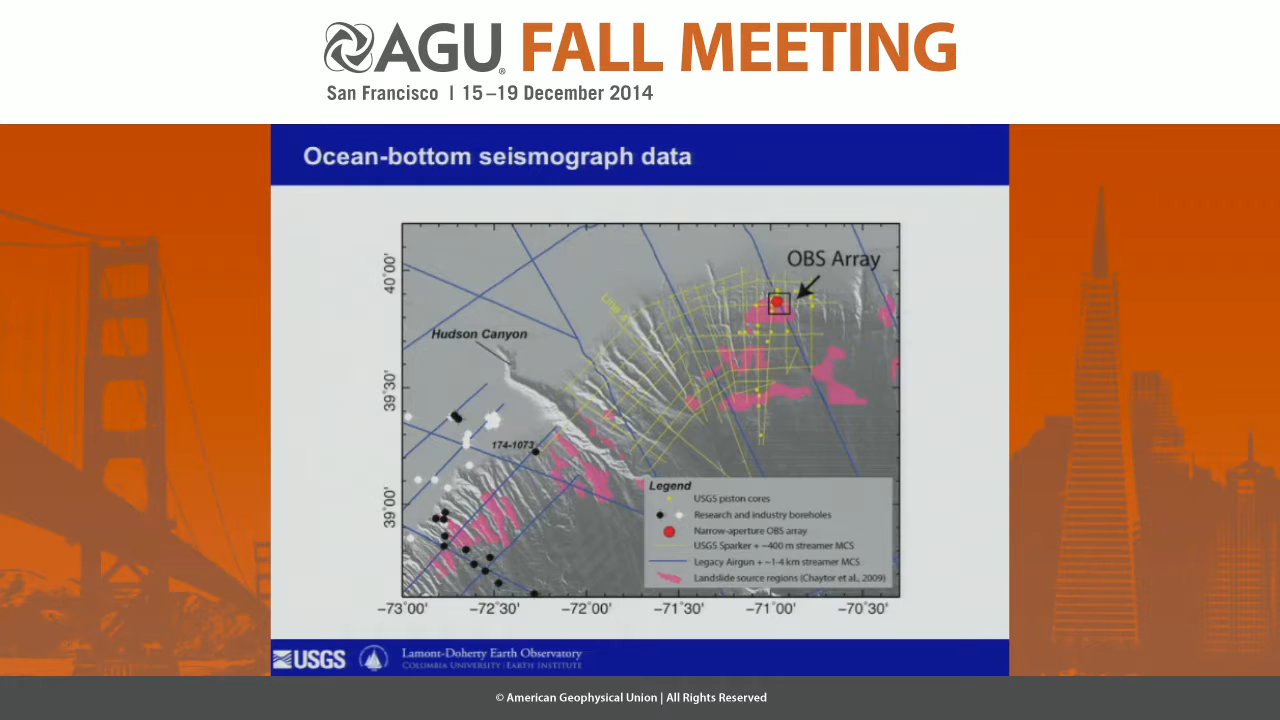 AGU® FALL MEETING
San Francisco | 15–19 December 2014
Ocean-bottom seismograph data
OBS Array
Line
Hudson Canyon
174-1073
40°00'
39°30'
39°00'
Legend
USGS piston cores
Research and industry boreholes
Narrow-aperture OBS array
USGS Sparker + ~400 m streamer MCS
Legacy Airgun + ~1-4 km streamer MCS
Landslide source regions (Chaytor et al., 2009)
−73°00' −72°30' −72°00' −71°30' −71°00' −70°30'
USGS
Lamont-Doherty Earth Observatory
Columbia University | Earth Institute
© American Geophysical Union | All Rights Reserved